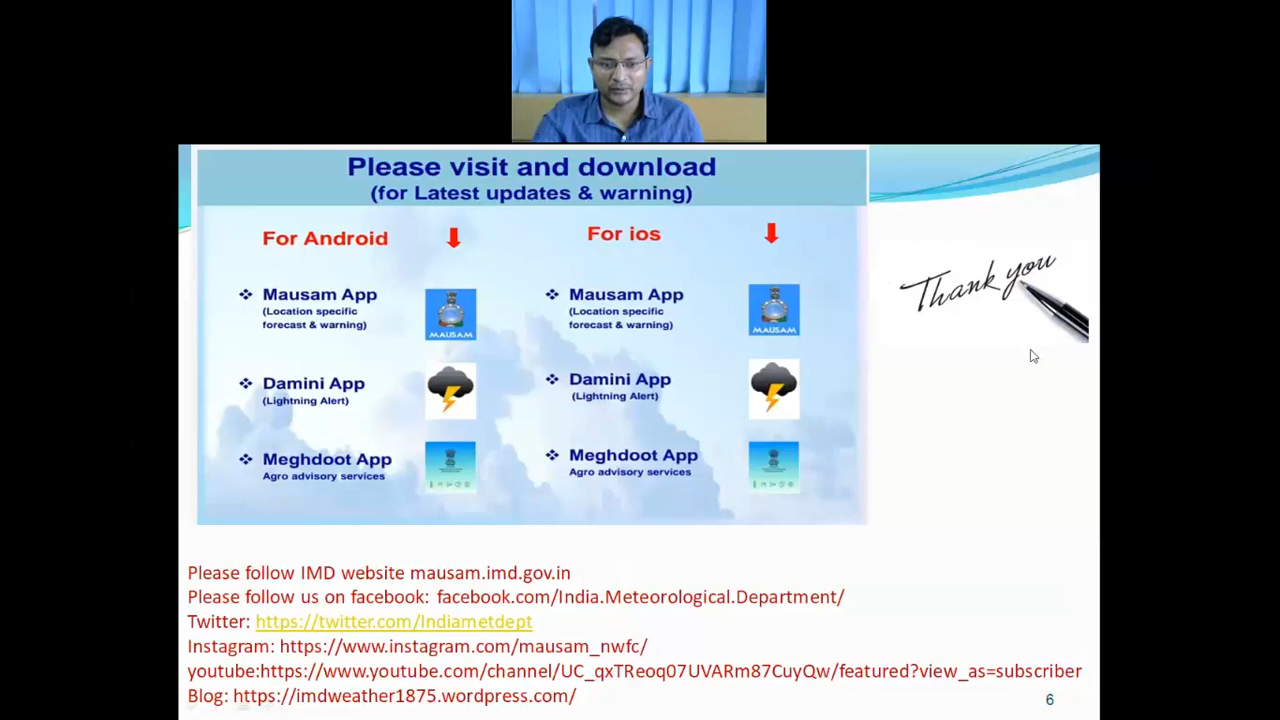 Please visit and download
(for Latest updates & warning)
For Android
For ios
Mausam App
(Location specific
forecast & warning)
MAUSAM
Mausam App
(Location specific
forecast & warning)
MAUSAM
Damini App
(Lightning Alert)
Damini App
(Lightning Alert)
Meghdoot App
Agro advisory services
Meghdoot App
Agro advisory services
Thank you
Please follow IMD website mausam.imd.gov.in
Please follow us on facebook: facebook.com/India.Meteorological.Department/
Twitter: https://twitter.com/Indiametdept
Instagram: https://www.instagram.com/mausam_nwfc/
youtube:https://www.youtube.com/channel/UC_qxTReoq07UVARm87CuyQw/featured?view_as=subscriber
Blog: https://imdweather1875.wordpress.com/
6